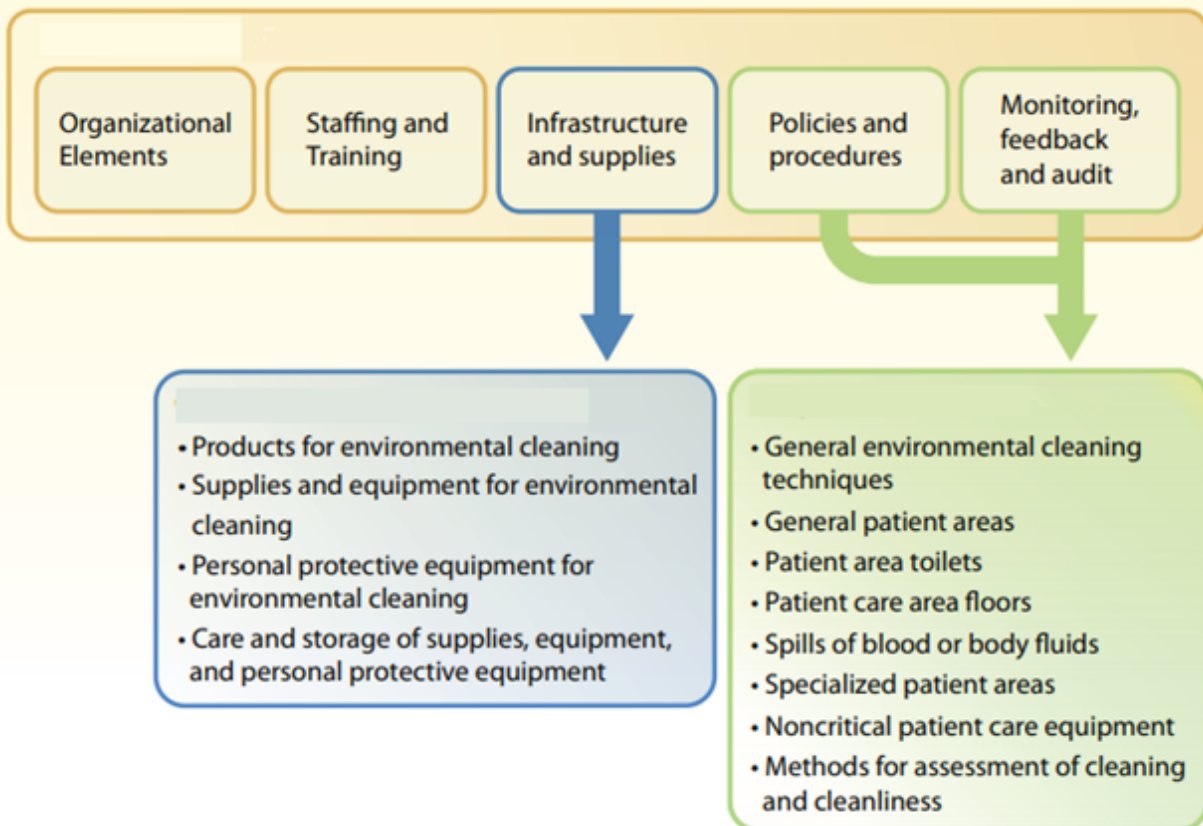 Organizational
Elements
Staffing and
Training
Infrastructure
and supplies
Policies and
procedures
Monitoring,
feedback
and audit
• Products for environmental cleaning
• Supplies and equipment for environmental
cleaning
• Personal protective equipment for
environmental cleaning
• Care and storage of supplies, equipment,
and personal protective equipment
• General environmental cleaning
techniques
• General patient areas
• Patient area toilets
• Patient care area floors
• Spills of blood or body fluids
• Specialized patient areas
• Noncritical patient care equipment
• Methods for assessment of cleaning
and cleanliness